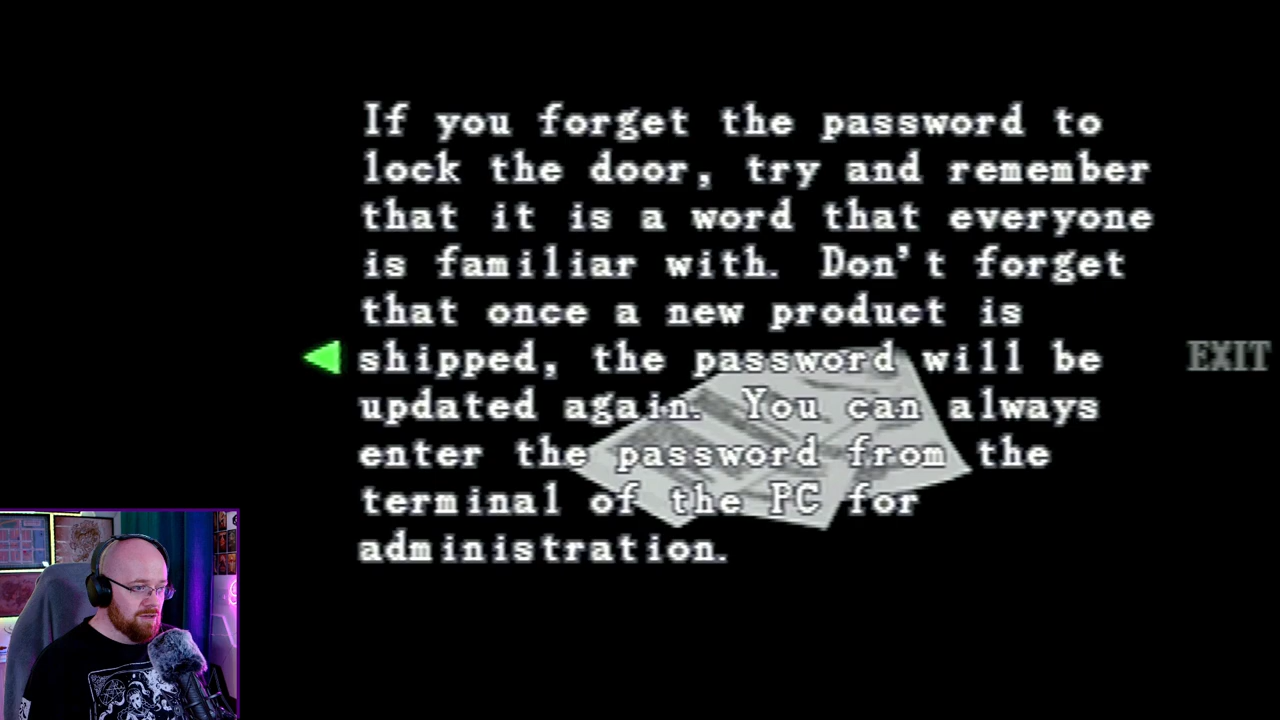 If you forget the password to
lock the door, try and remember
that it is a word that everyone
is familiar with. Don't forget
that once a new product is
shipped, the password will be
updated again. You can always
enter the password from the
terminal of the PC for
administration.
EXIT